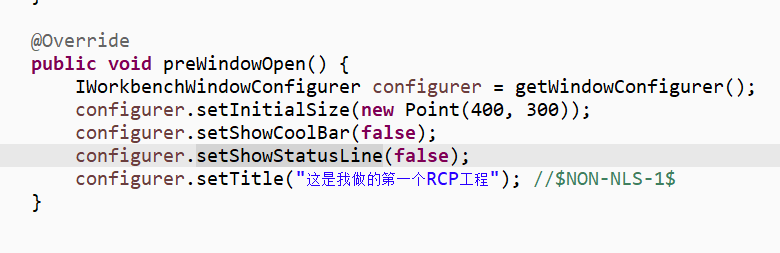 }
@Override
public void preWindowOpen() {
IWorkbenchWindowConfigurer configurer = getWindowConfigurer();
configurer.setInitialSize(new Point(400, 300));
configurer.setShowCoolBar(false);
configurer.setShowStatusLine(false);
configurer.setTitle("这是我做的第一个RCP工程"); //$NON-NLS-1$
}